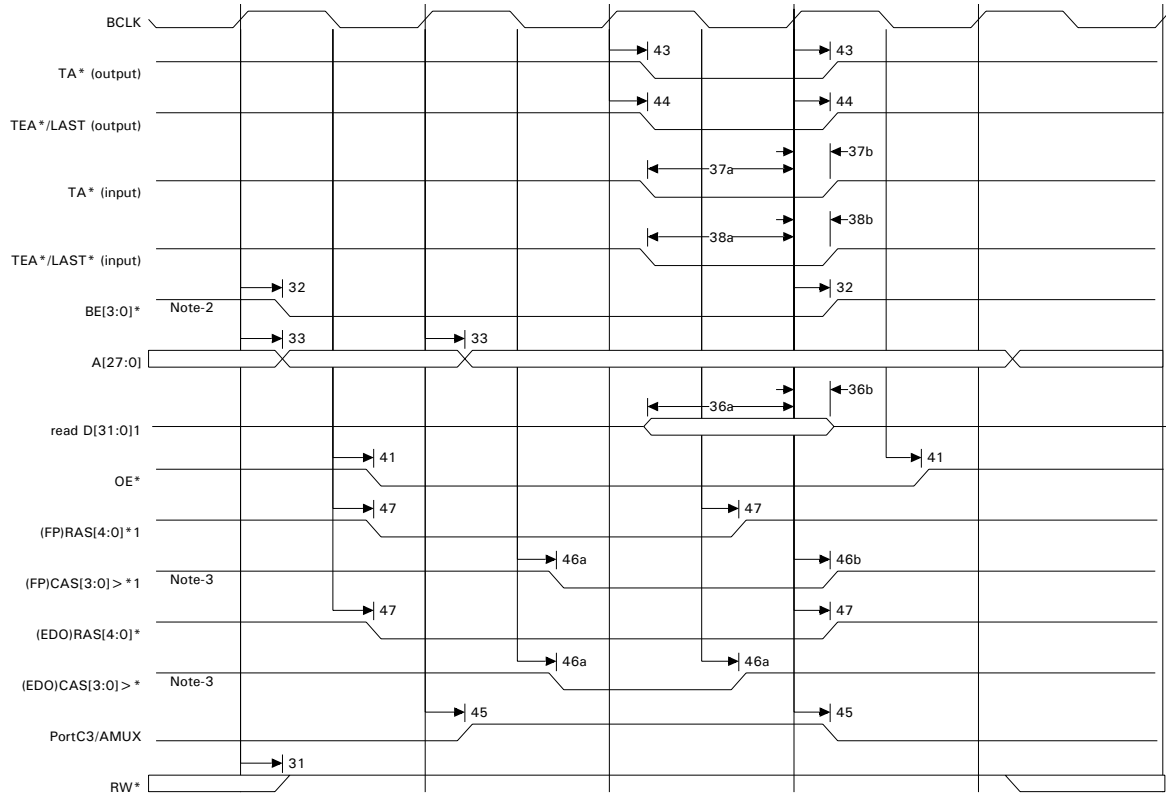 BCLK
43 43
TA* (output)
44 44
TEA*/LAST (output)
37b
37a
TA* (input)
38b
38a
TEA*/LAST* (input)
32 32
BE[3:0]* Note-2
33 33
A[27:0]
36b
36a
read D[31:0]1
41 41
OE*
47 47
(FP)RAS[4:0]*1
46a 46b
(FP)CAS[3:0]>*1 Note-3
47 47
(EDO)RAS[4:0]*
46a 46a
(EDO)CAS[3:0]>* Note-3
45 45
PortC3/AMUX
31
RW*